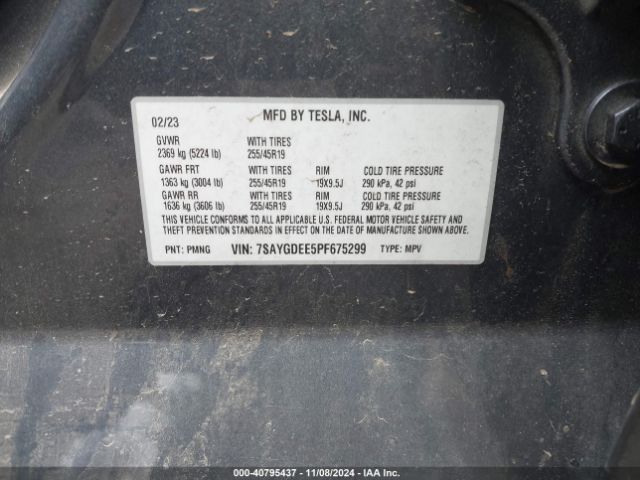 02/23 MFD BY TESLA, INC.
GVWR WITH TIRES
2369 kg (5224 lb) 255/45R19
GAWR FRT WITH TIRES RIM COLD TIRE PRESSURE
1363 kg (3004 lb) 255/45R19 19X9.5J 290 kPa, 42 psi
GAWR RR WITH TIRES RIM COLD TIRE PRESSURE
1636 kg (3606 lb) 255/45R19 19X9.5J 290 kPa, 42 psi
THIS VEHICLE CONFORMS TO ALL APPLICABLE U.S. FEDERAL MOTOR VEHICLE SAFETY AND
THEFT PREVENTION STANDARDS IN EFFECT ON THE DATE OF MANUFACTURE SHOWN ABOVE.
PNT: PMNG VIN: 7SAYGDEE5PF675299 TYPE: MPV
000-40795437 - 11/08/2024 - IAA Inc.